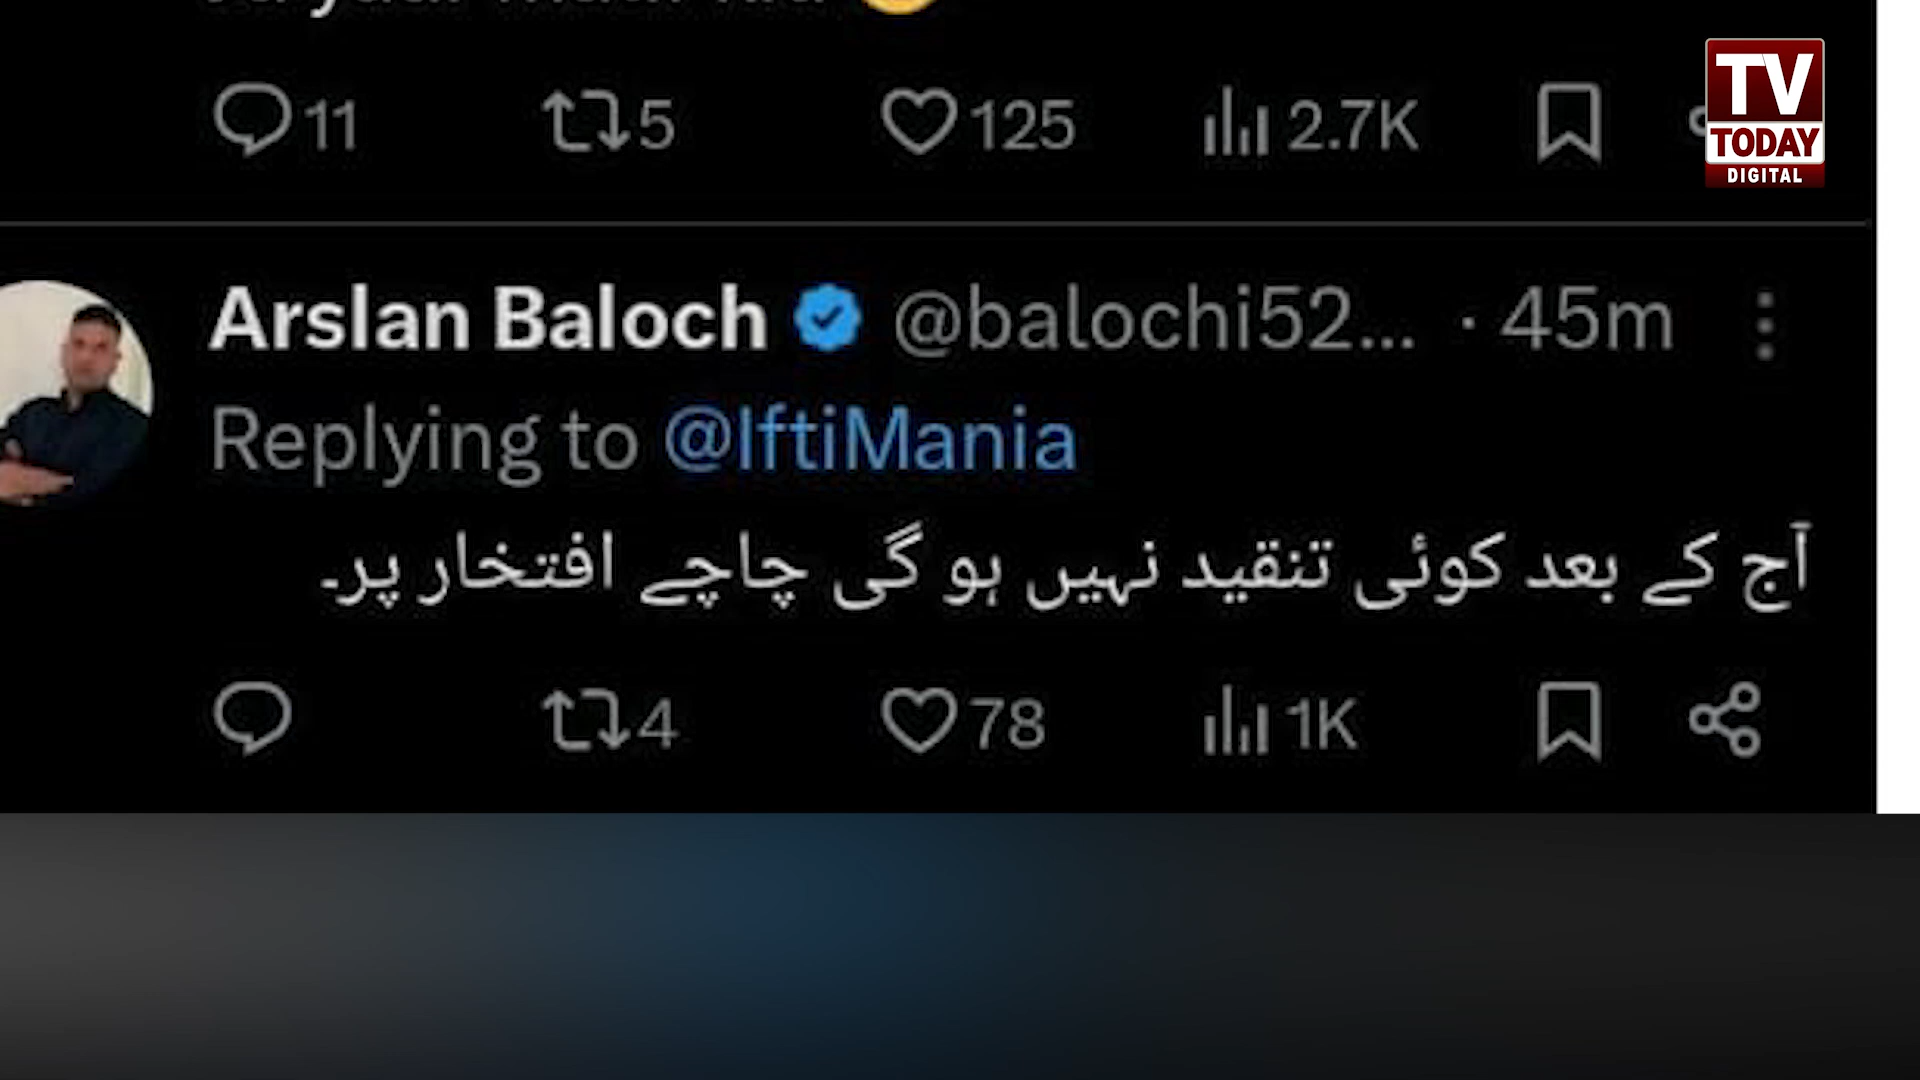 11 5 125 2.7K
TV
TODAY
DIGITAL
Arslan Baloch @balochi52... · 45m
Replying to @IftiMania
آج کے بعد کوئی تنقید نہیں ہو گی چاچے افتخار پر۔
4 78 1K